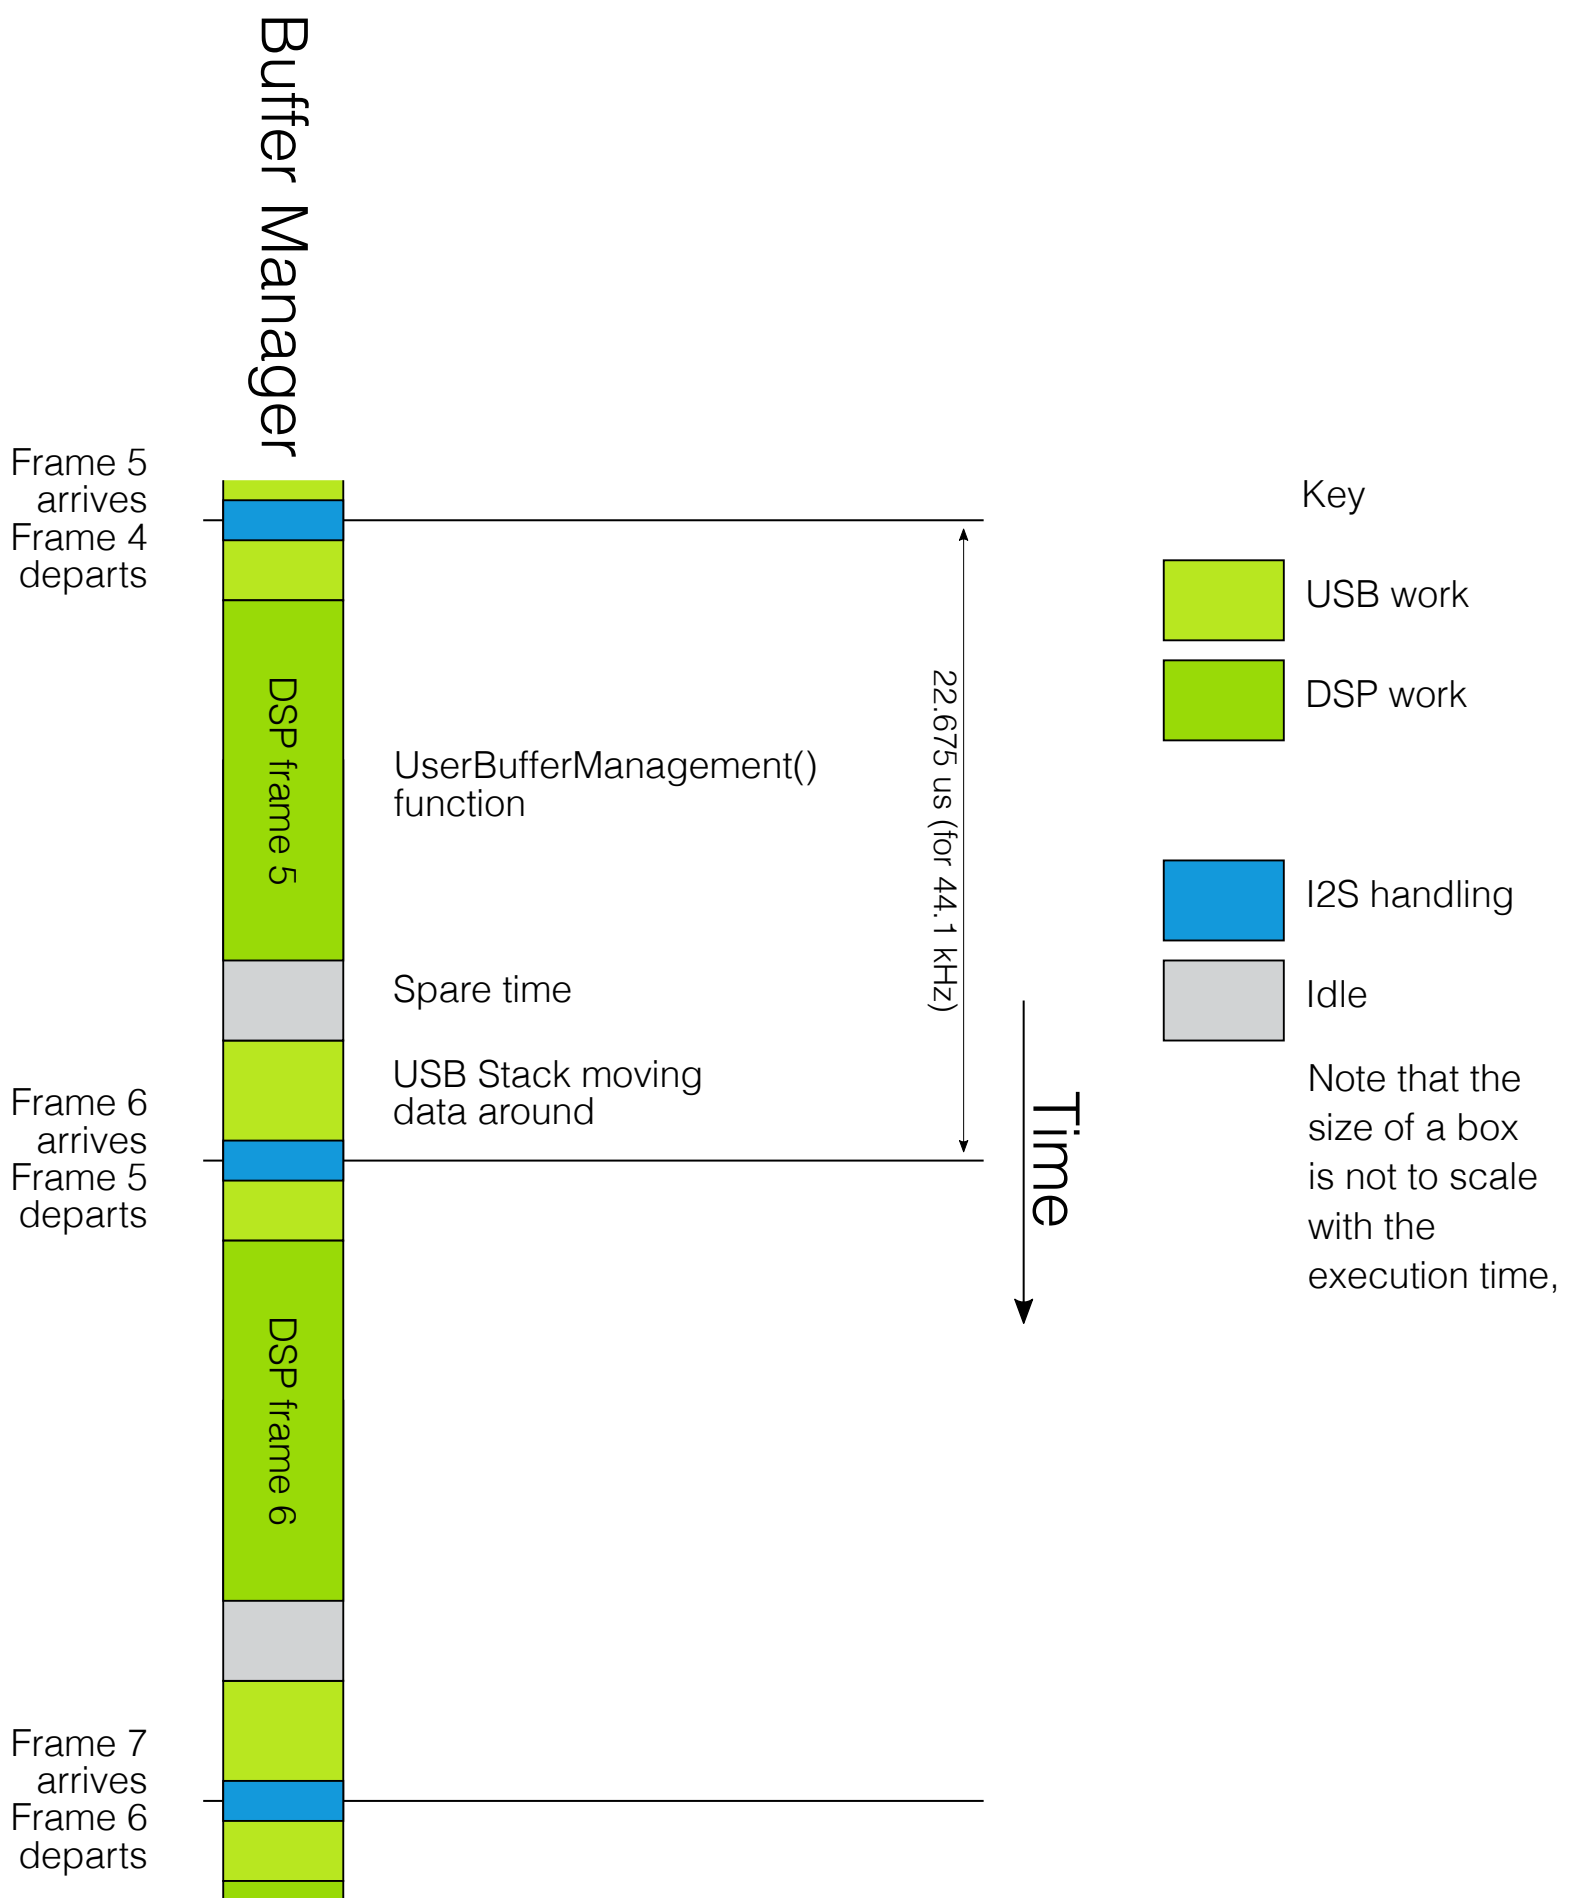 Buffer Manager
Frame 5
arrives
Frame 4
departs
DSP frame 5
UserBufferManagement()
function
22.675 us (for 44.1 kHz)
Spare time
USB Stack moving
data around
Frame 6
arrives
Frame 5
departs
Time
DSP frame 6
Frame 7
arrives
Frame 6
departs
Key
USB work
DSP work
I2S handling
Idle
Note that the
size of a box
is not to scale
with the
execution time,